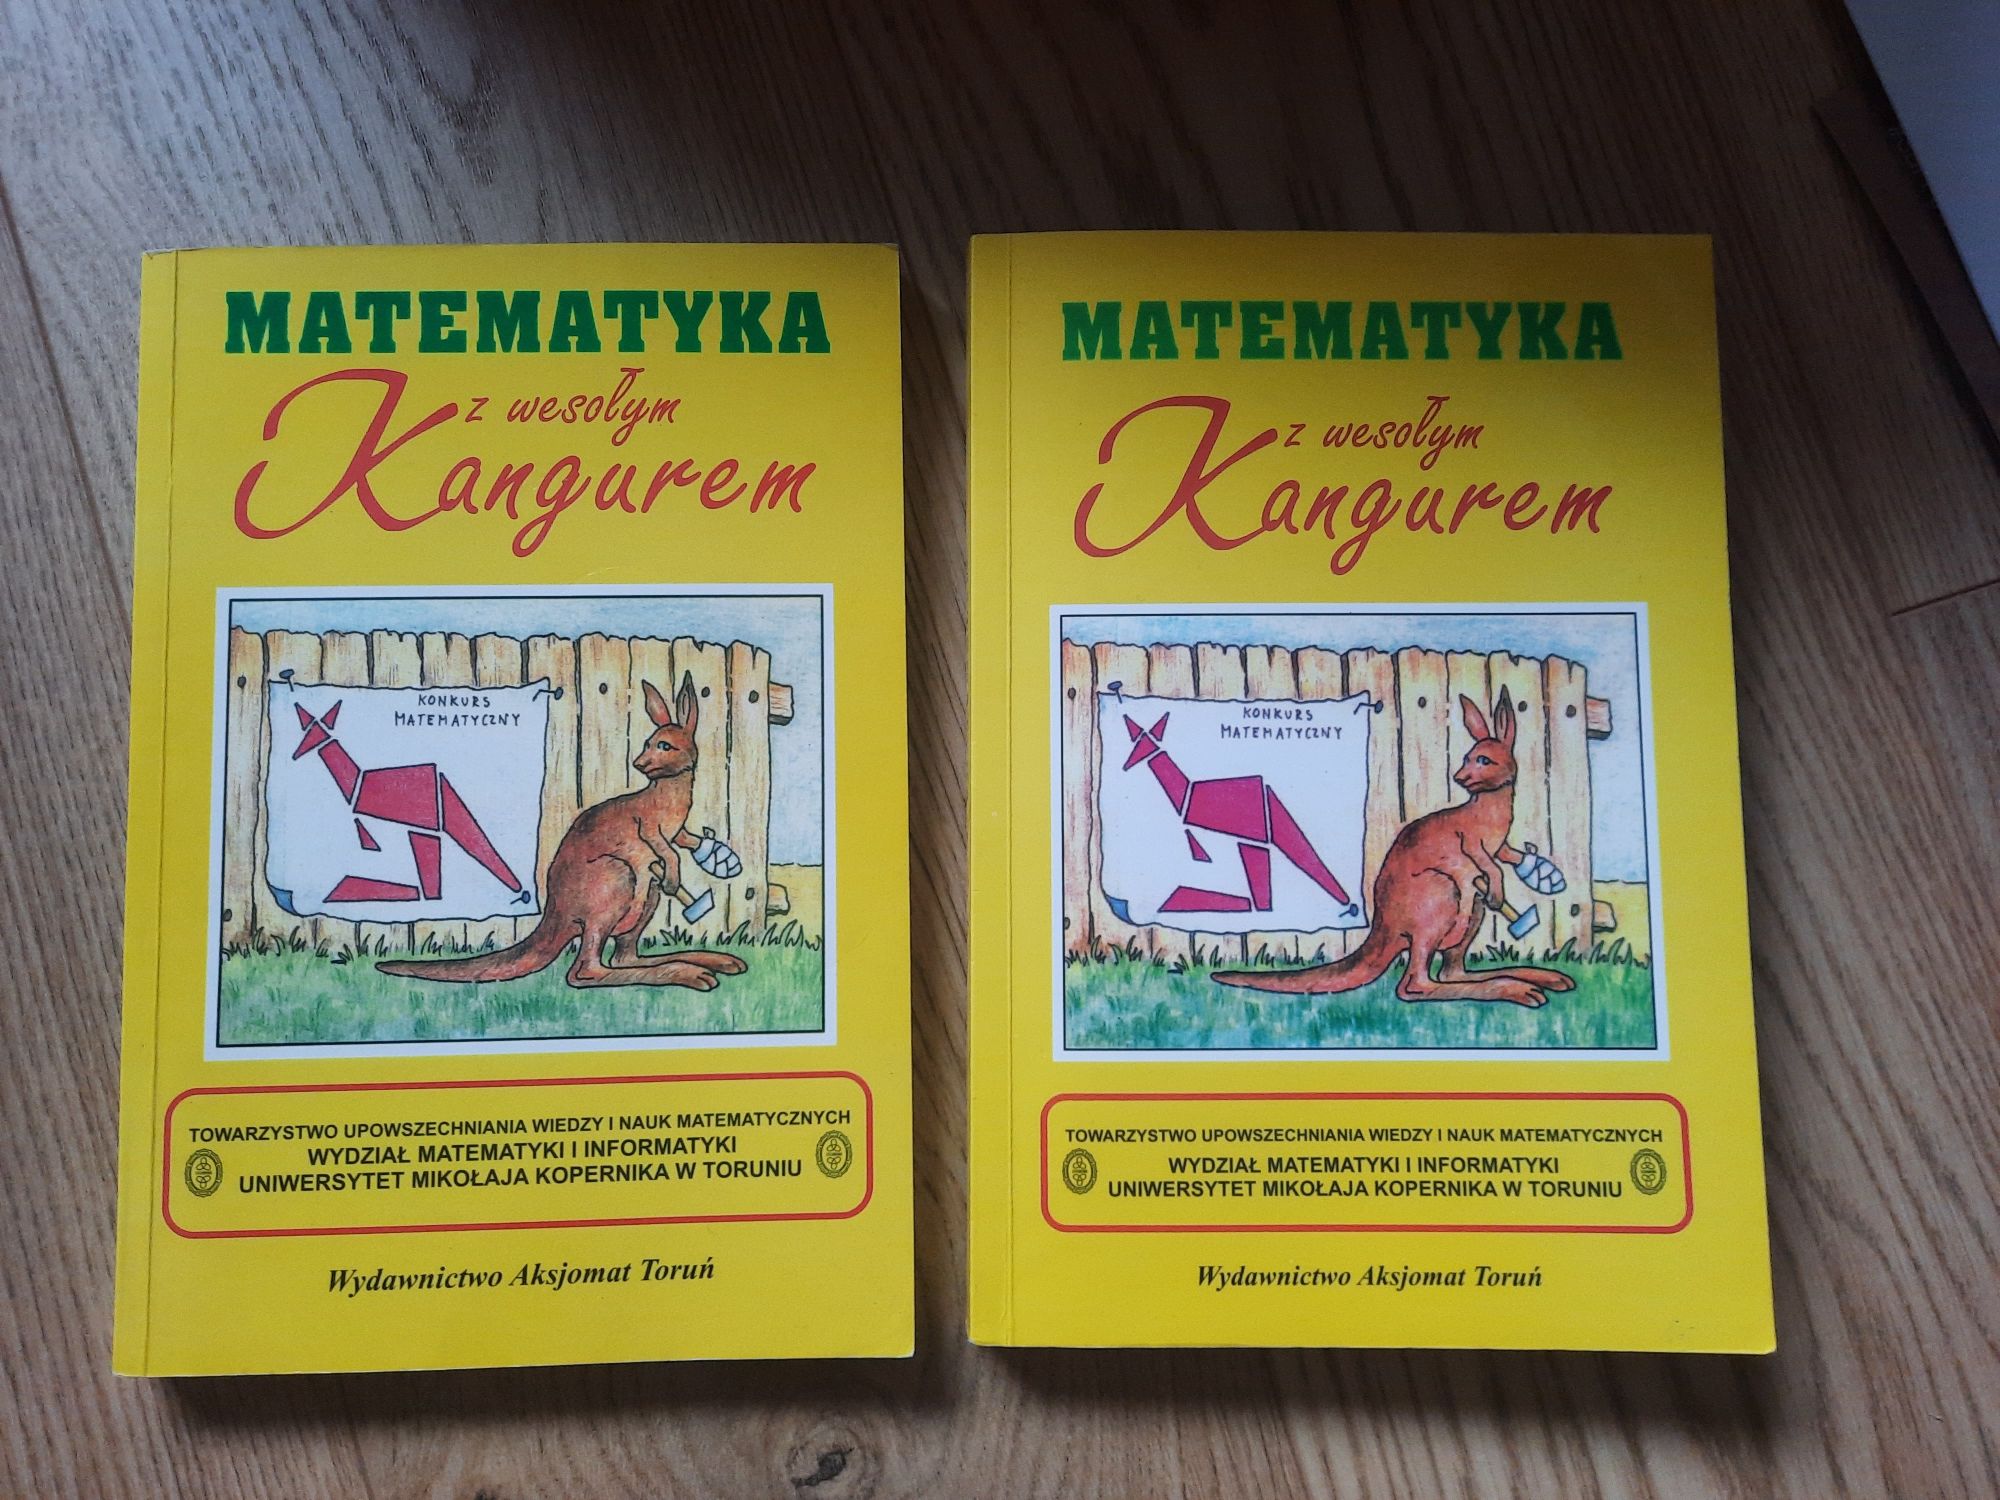 MATEMATYKA
z wesołym
Kangurem
KONKURS
MATEMATYCZNY
TOWARZYSTWO UPOWSZECHNIANIA WIEDZY I NAUK MATEMATYCZNYCH
WYDZIAŁ MATEMATYKI I INFORMATYKI
UNIWERSYTET MIKOŁAJA KOPERNIKA W TORUNIU
Wydawnictwo Aksjomat Toruń
MATEMATYKA
z wesołym
Kangurem
KONKURS
MATEMATYCZNY
TOWARZYSTWO UPOWSZECHNIANIA WIEDZY I NAUK MATEMATYCZNYCH
WYDZIAŁ MATEMATYKI I INFORMATYKI
UNIWERSYTET MIKOŁAJA KOPERNIKA W TORUNIU
Wydawnictwo Aksjomat Toruń